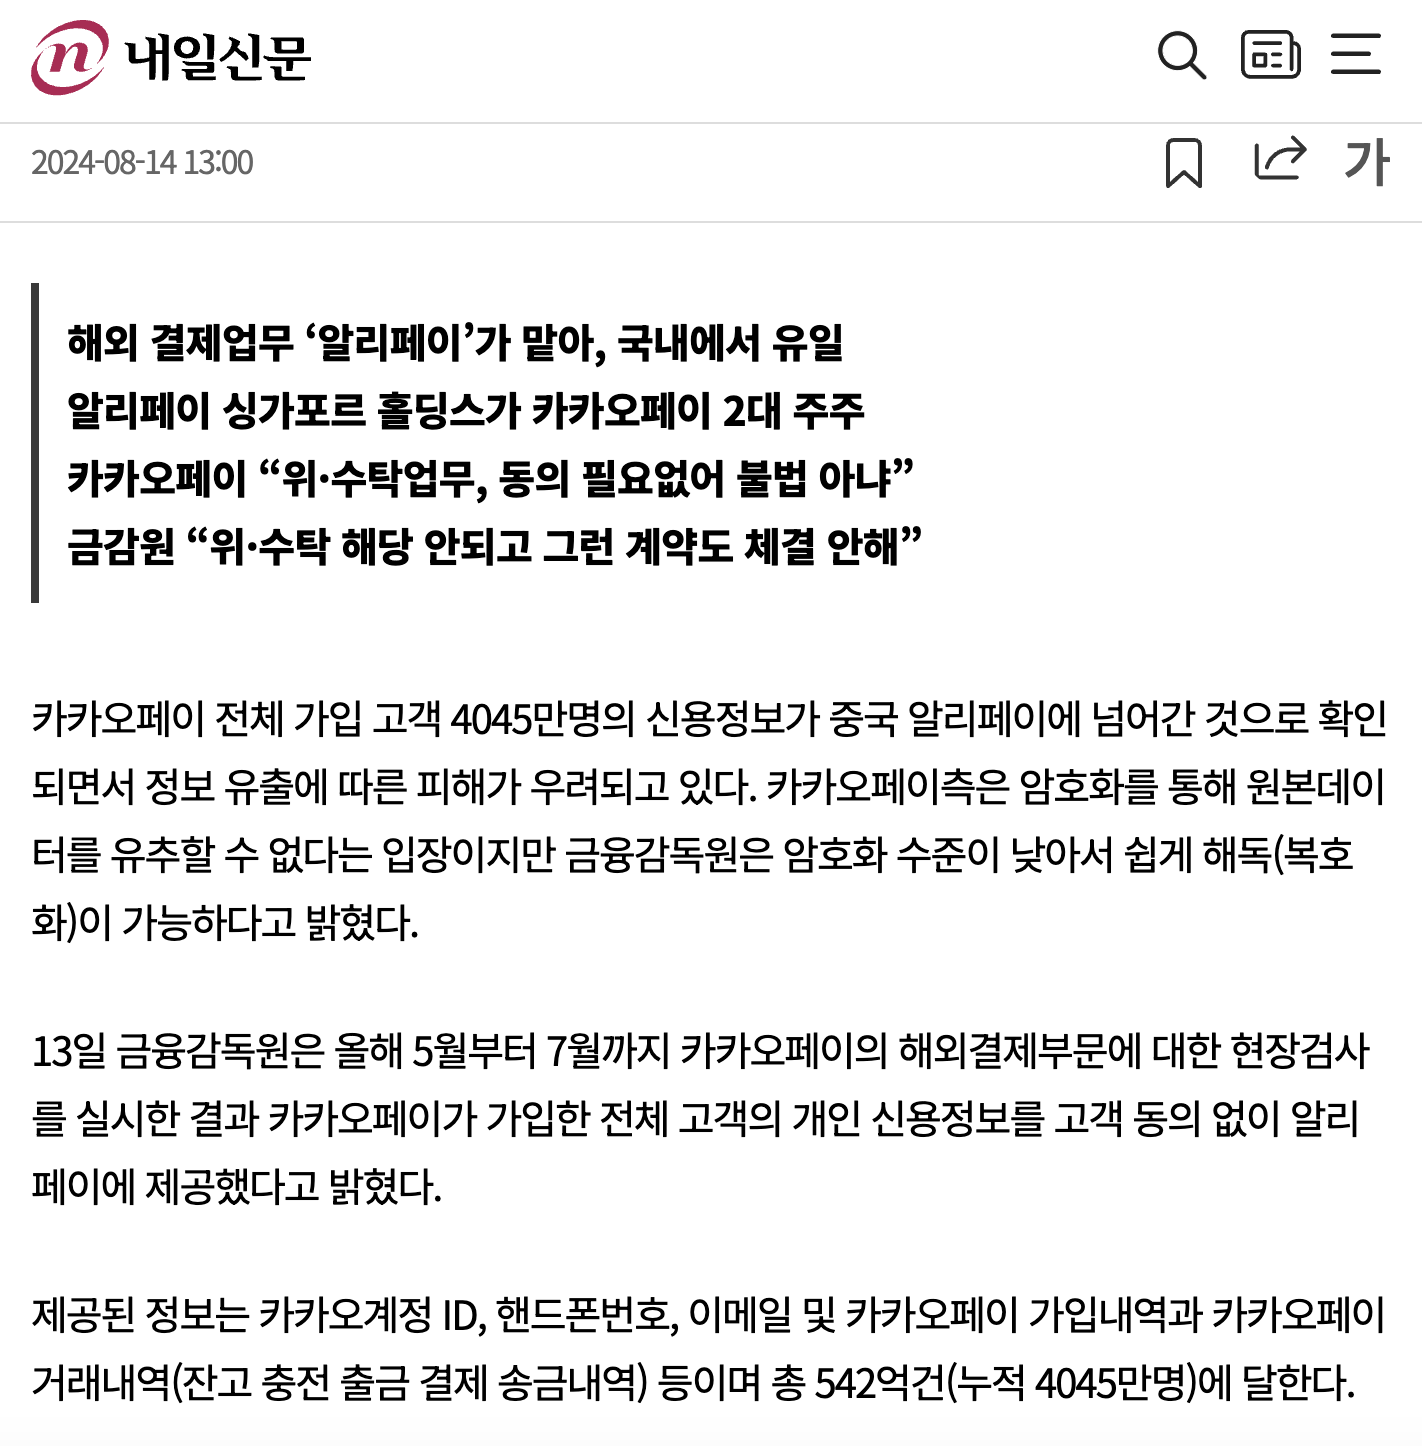 내일신문
2024-08-14 13:00
가
해외 결제업무 ‘알리페이’가 맡아, 국내에서 유일
알리페이 싱가포르 홀딩스가 카카오페이 2대 주주
카카오페이 “위·수탁업무, 동의 필요없어 불법 아냐”
금감원 “위·수탁 해당 안되고 그런 계약도 체결 안해”
카카오페이 전체 가입 고객 4045만명의 신용정보가 중국 알리페이에 넘어간 것으로 확인
되면서 정보 유출에 따른 피해가 우려되고 있다. 카카오페이측은 암호화를 통해 원본데이
터를 유추할 수 없다는 입장이지만 금융감독원은 암호화 수준이 낮아서 쉽게 해독(복호
화)이 가능하다고 밝혔다.
13일 금융감독원은 올해 5월부터 7월까지 카카오페이의 해외결제부문에 대한 현장검사
를 실시한 결과 카카오페이가 가입한 전체 고객의 개인 신용정보를 고객 동의 없이 알리
페이에 제공했다고 밝혔다.
제공된 정보는 카카오계정 ID, 핸드폰번호, 이메일 및 카카오페이 가입내역과 카카오페이
거래내역(잔고 충전 출금 결제 송금내역) 등이며 총 542억건(누적 4045만명)에 달한다.